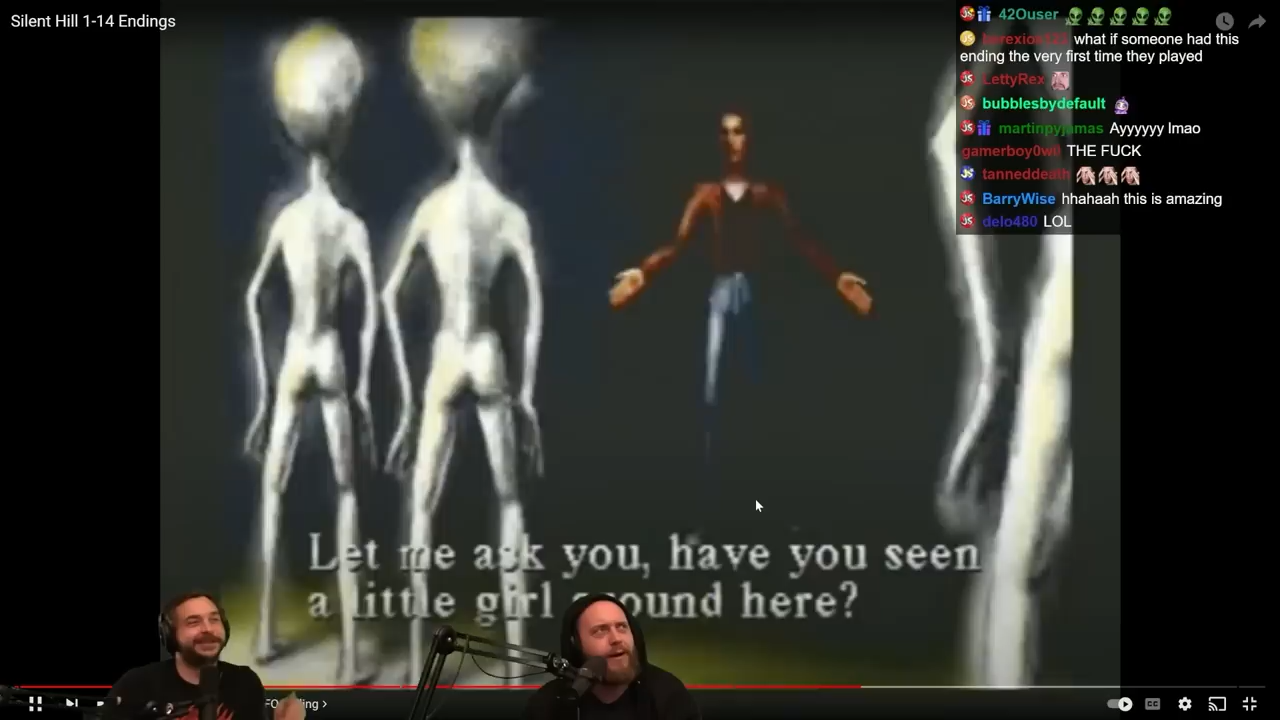 Silent Hill 1-14 Endings
42Ouser
what if someone had this
ending the very first time they played
LettyRex
bubblesbydefault
martinpyjamas Ayyyyyy lmao
gamerboy0w0 THE FUCK
tanneddeath
BarryWise hhahaah this is amazing
delo480 LOL
Let me ask you, have you seen
a little girl around here?